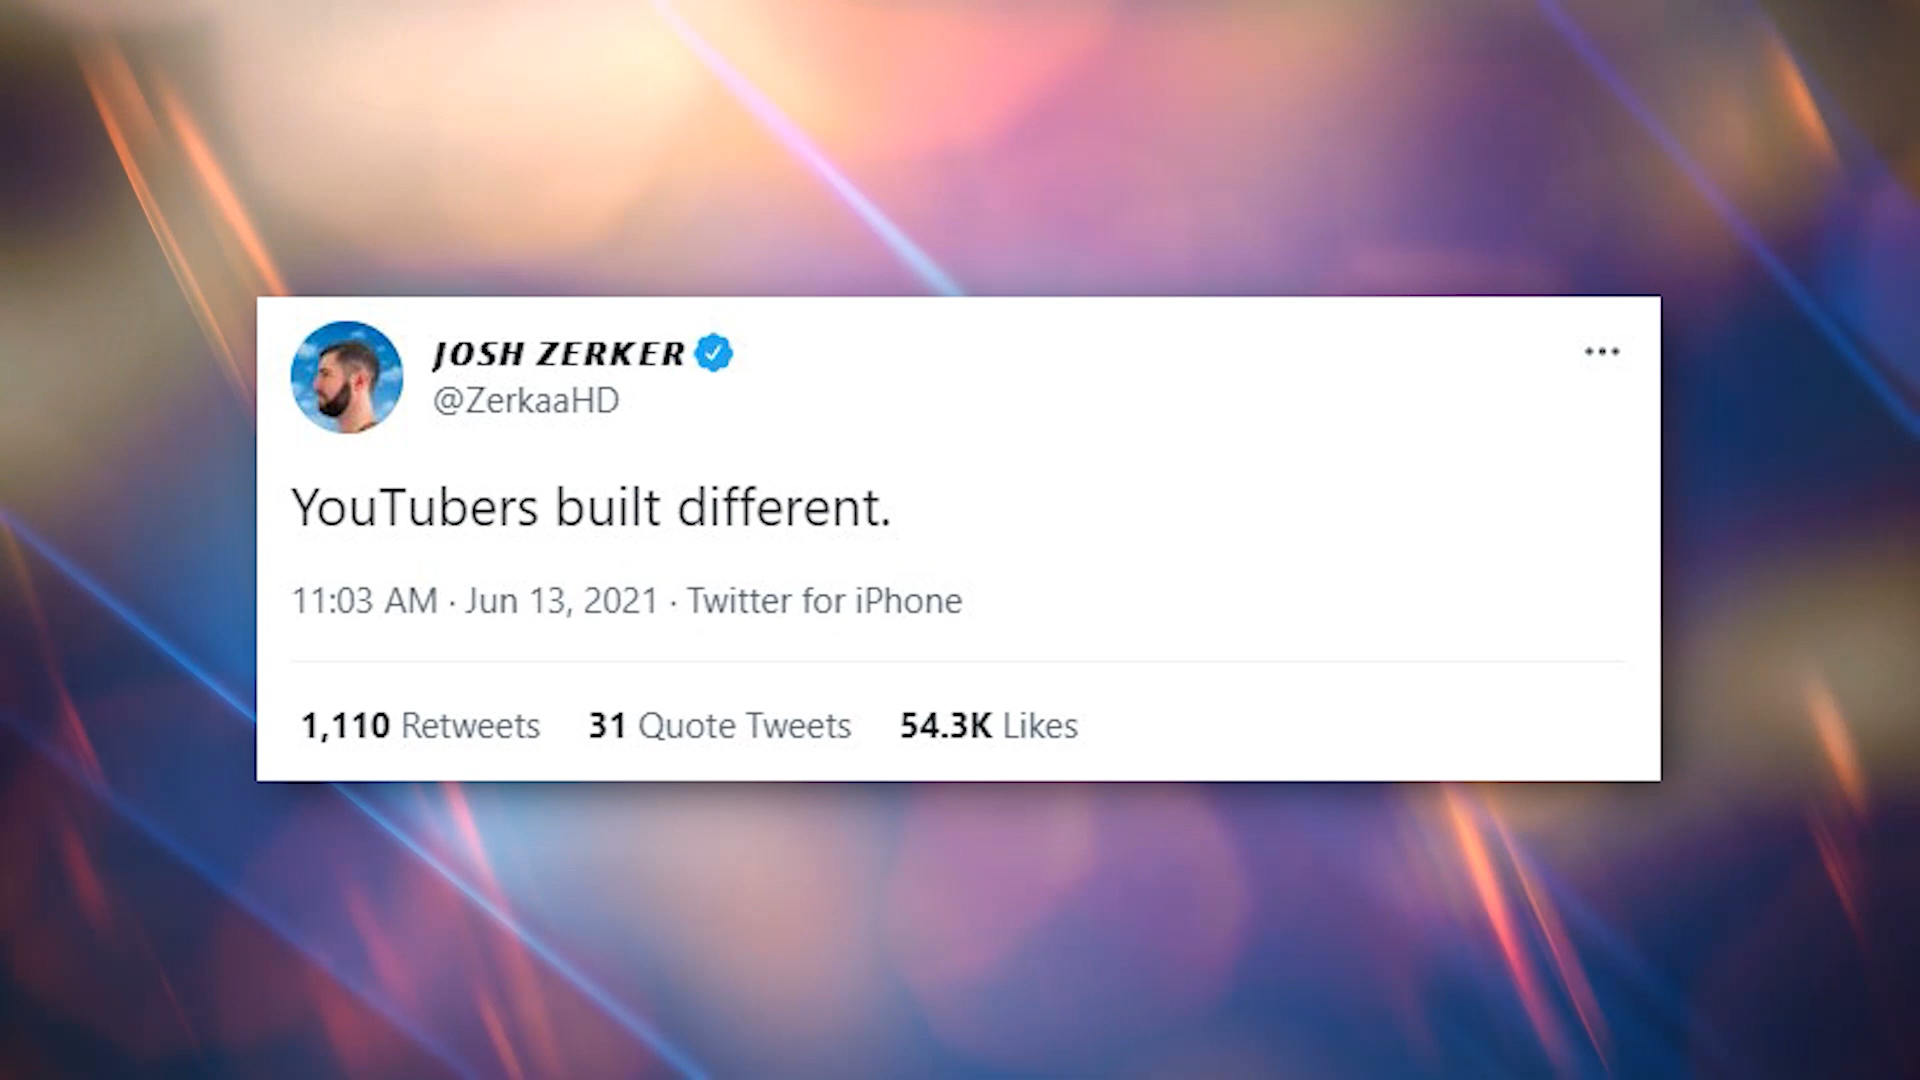 JOSH ZERKER
@ZerkaaHD
YouTubers built different.
11:03 AM · Jun 13, 2021 · Twitter for iPhone
1,110 Retweets 31 Quote Tweets 54.3K Likes